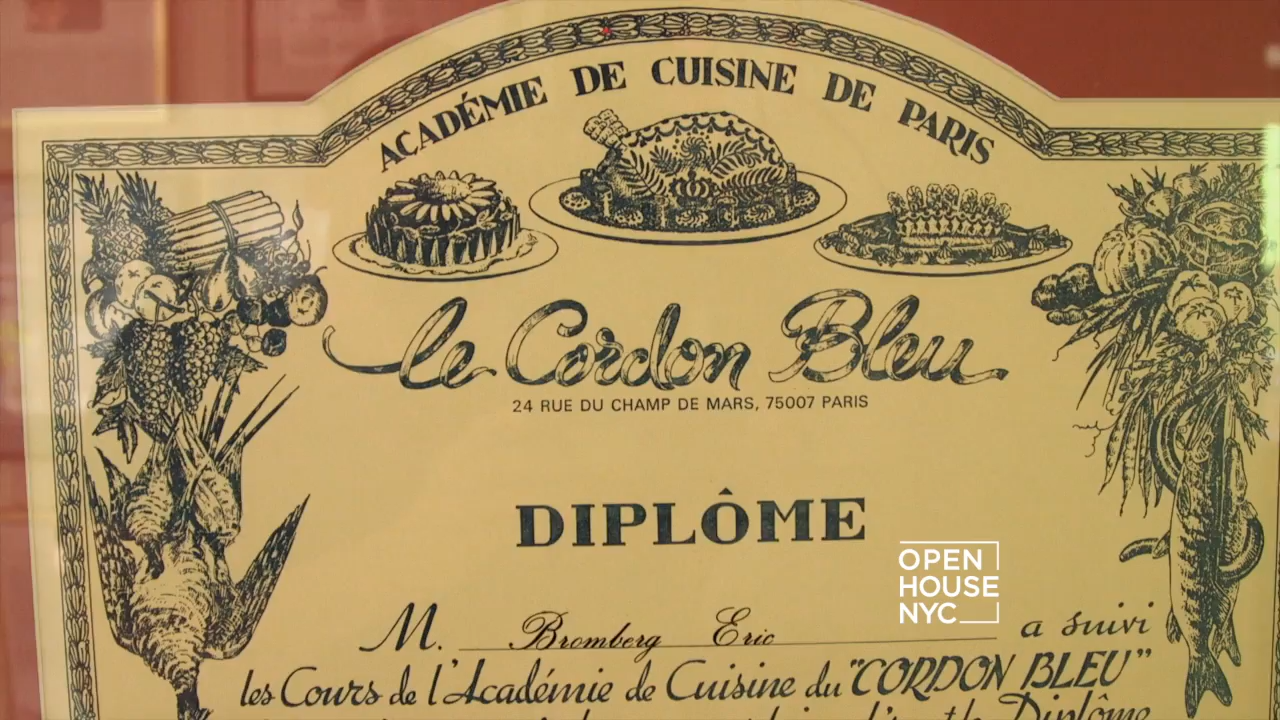 ACADÉMIE DE CUISINE DE PARIS
le Cordon Bleu
24 RUE DU CHAMP DE MARS, 75007 PARIS
DIPLÔME
M. Bromberg Eric a suivi
les Cours de l'Académie de Cuisine du "CORDON BLEU"
Diplôme
OPEN
HOUSE
NYC